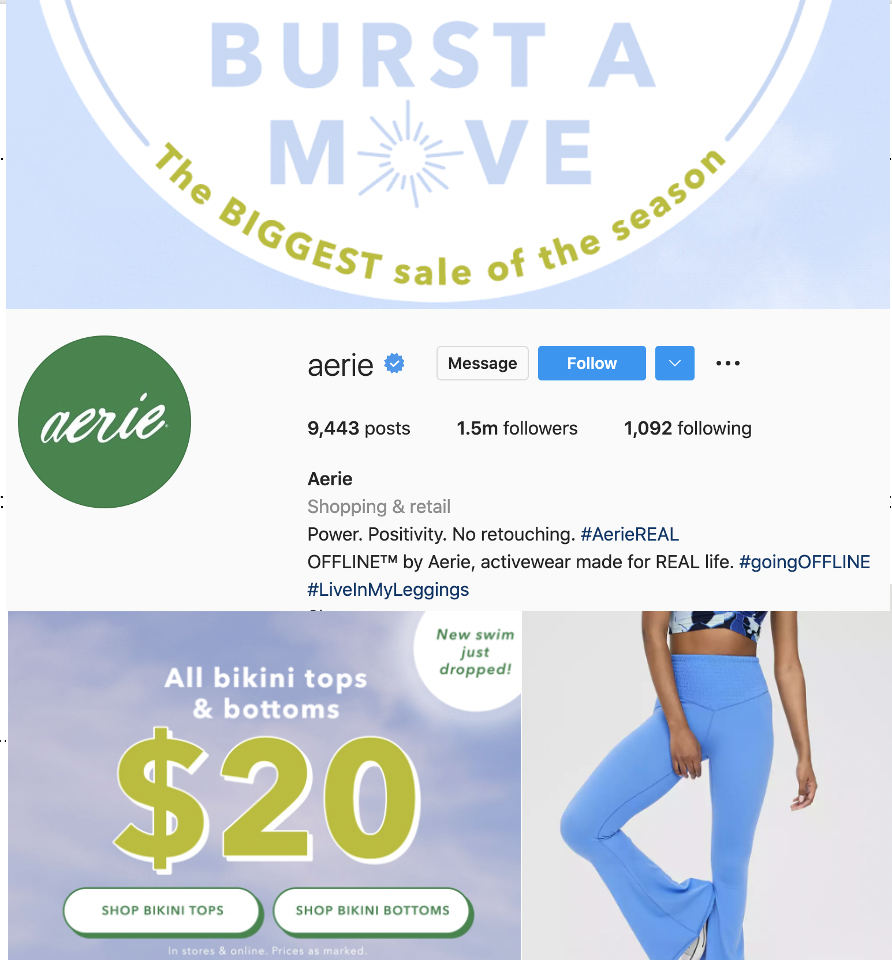 BURST A
MOVE
The BIGGEST sale of the season
aerie
aerie
Message
Follow
9,443 posts
1.5m followers
1,092 following
Aerie
Shopping & retail
Power. Positivity. No retouching. #AerieREAL
OFFLINE™ by Aerie, activewear made for REAL life. #goingOFFLINE
#LiveInMyLeggings
New swim
just
dropped!
All bikini tops
& bottoms
$20
SHOP BIKINI TOPS
SHOP BIKINI BOTTOMS
In stores & online. Prices as marked.